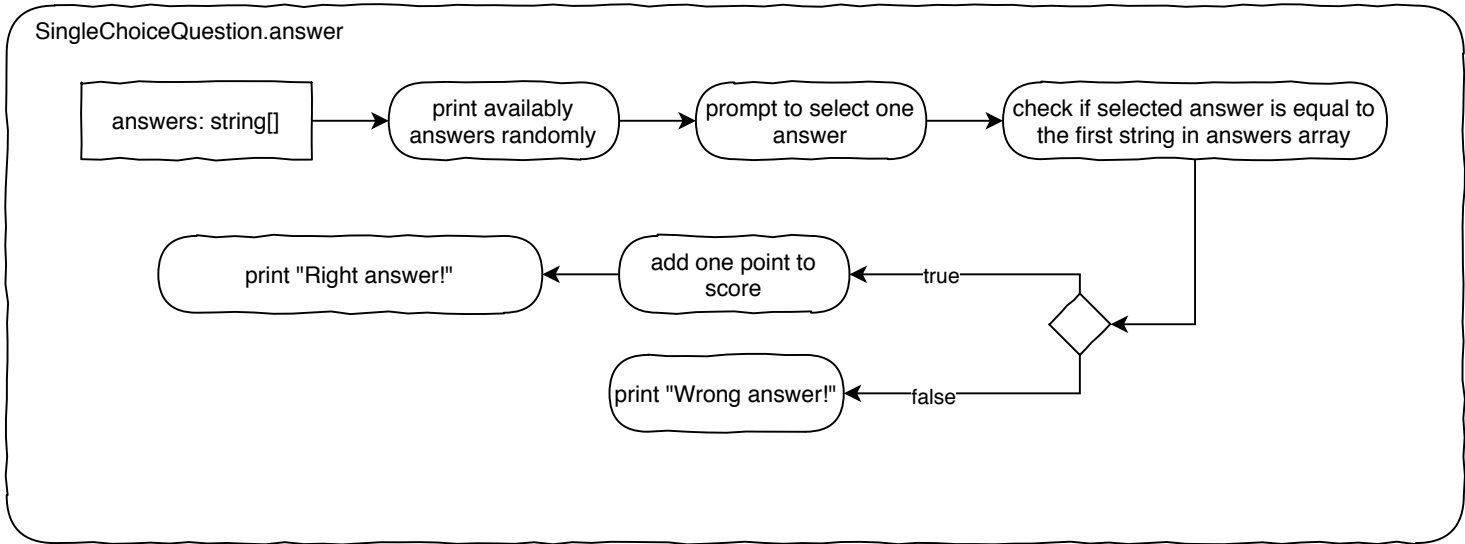 SingleChoiceQuestion.answer
answers: string[]
print availably
answers randomly
prompt to select one
answer
check if selected answer is equal to
the first string in answers array
print "Right answer!"
add one point to
score
true
print "Wrong answer!"
false